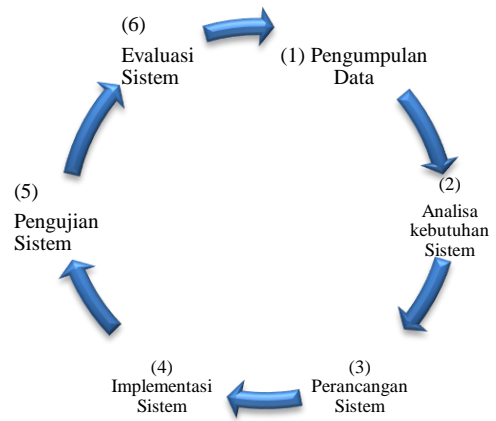 (1) Pengumpulan
Data
(2)
Analisa
kebutuhan
Sistem
(3)
Perancangan
Sistem
(4)
Implementasi
Sistem
(5)
Pengujian
Sistem
(6)
Evaluasi
Sistem